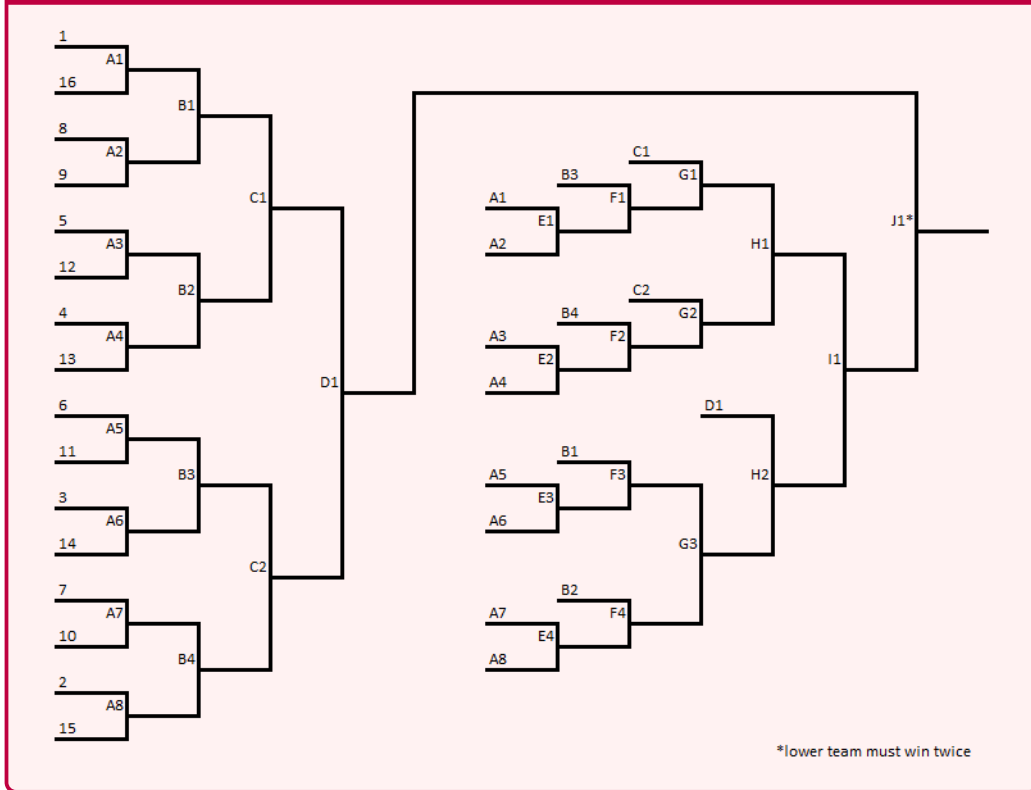 1
A1
16
B1
8
A2
9
C1
5
A3
12
B2
4
A4
13
D1
6
A5
11
B3
3
A6
14
C2
7
A7
10
B4
2
A8
15
C1
G1
B3
F1
A1
E1
A2
H1
C2
G2
B4
F2
A3
E2
A4
I1
J1*
D1
H2
B1
F3
A5
E3
A6
G3
B2
F4
A7
E4
A8
*lower team must win twice